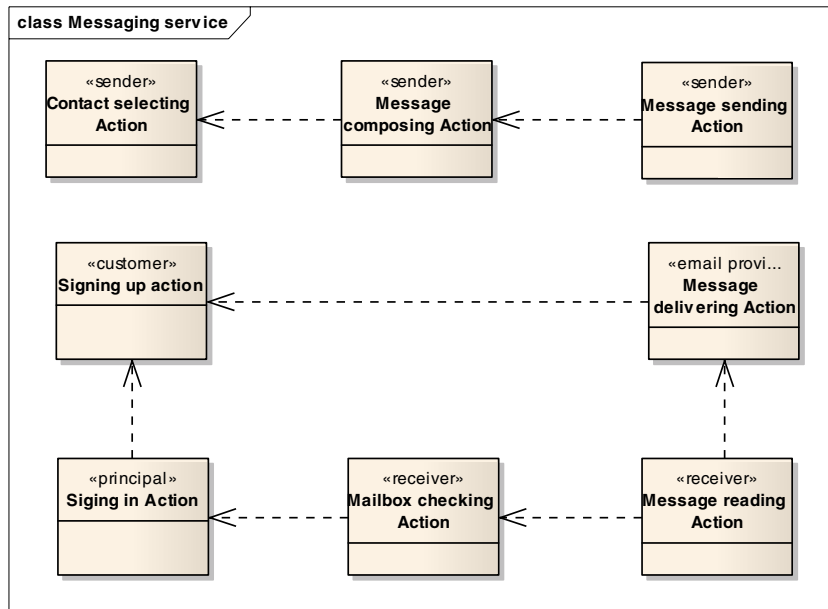 class Messaging service
«sender»
Contact selecting
Action
«sender»
Message
composing Action
«sender»
Message sending
Action
«customer»
Signing up action
«email provi...
Message
delivering Action
«principal»
Siging in Action
«receiver»
Mailbox checking
Action
«receiver»
Message reading
Action